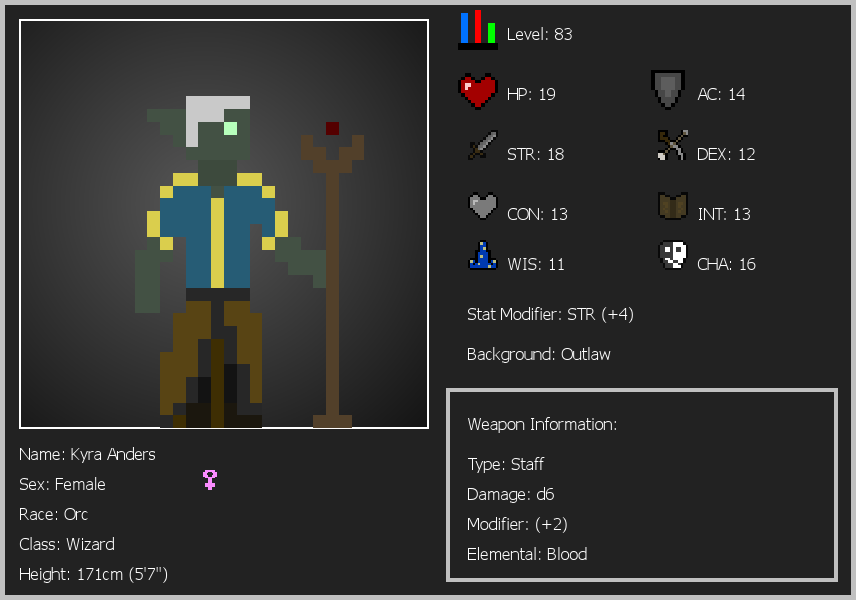 Level: 83
HP: 19
AC: 14
STR: 18
DEX: 12
CON: 13
INT: 13
WIS: 11
CHA: 16
Stat Modifier: STR (+4)
Background: Outlaw
Weapon Information:
Type: Staff
Damage: d6
Modifier: (+2)
Elemental: Blood
Name: Kyra Anders
Sex: Female
Race: Orc
Class: Wizard
Height: 171cm (5'7")